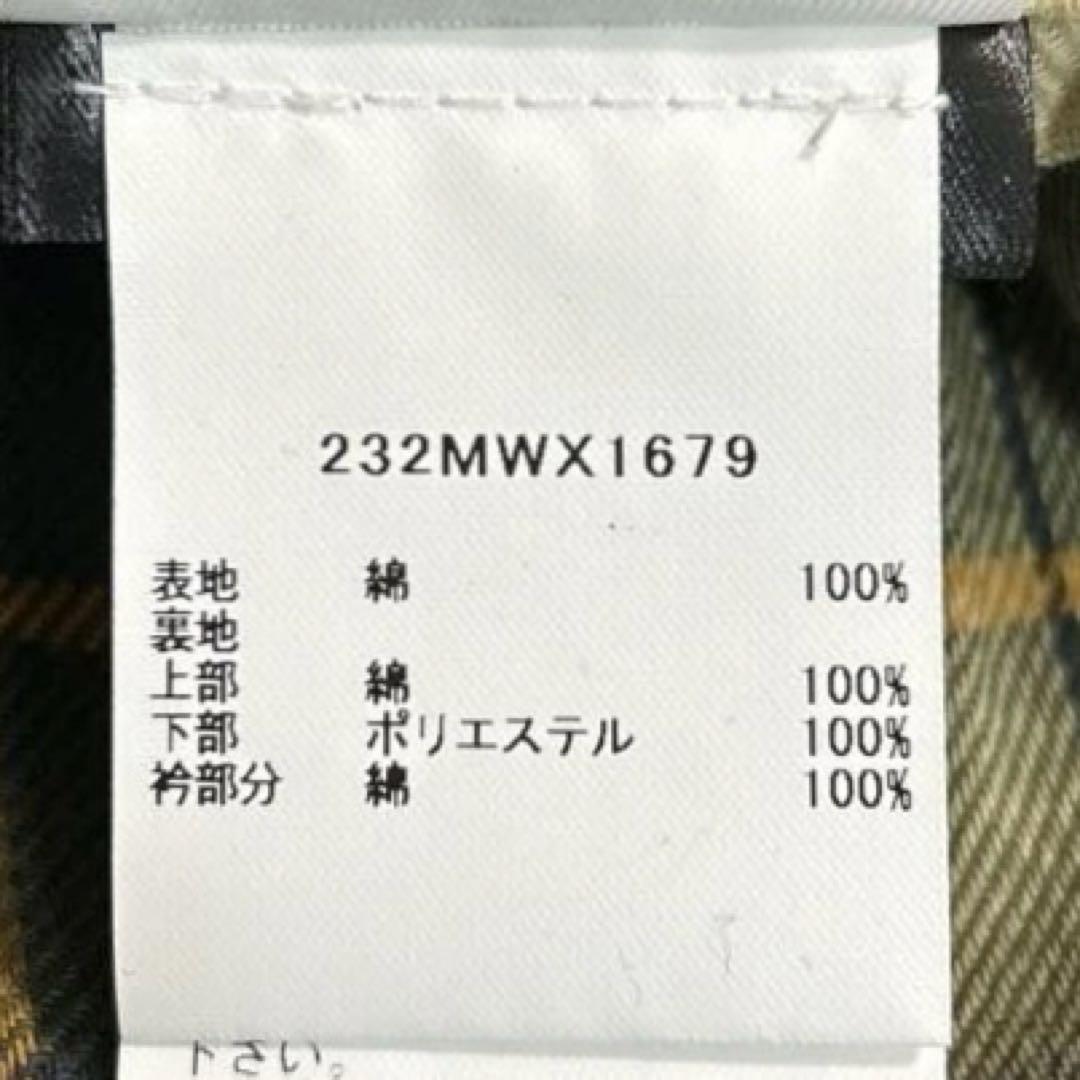 232MWX1679
表地 綿 100%
裏地
上部 綿 100%
下部 ポリエステル 100%
衿部分 綿 100%
下さい。